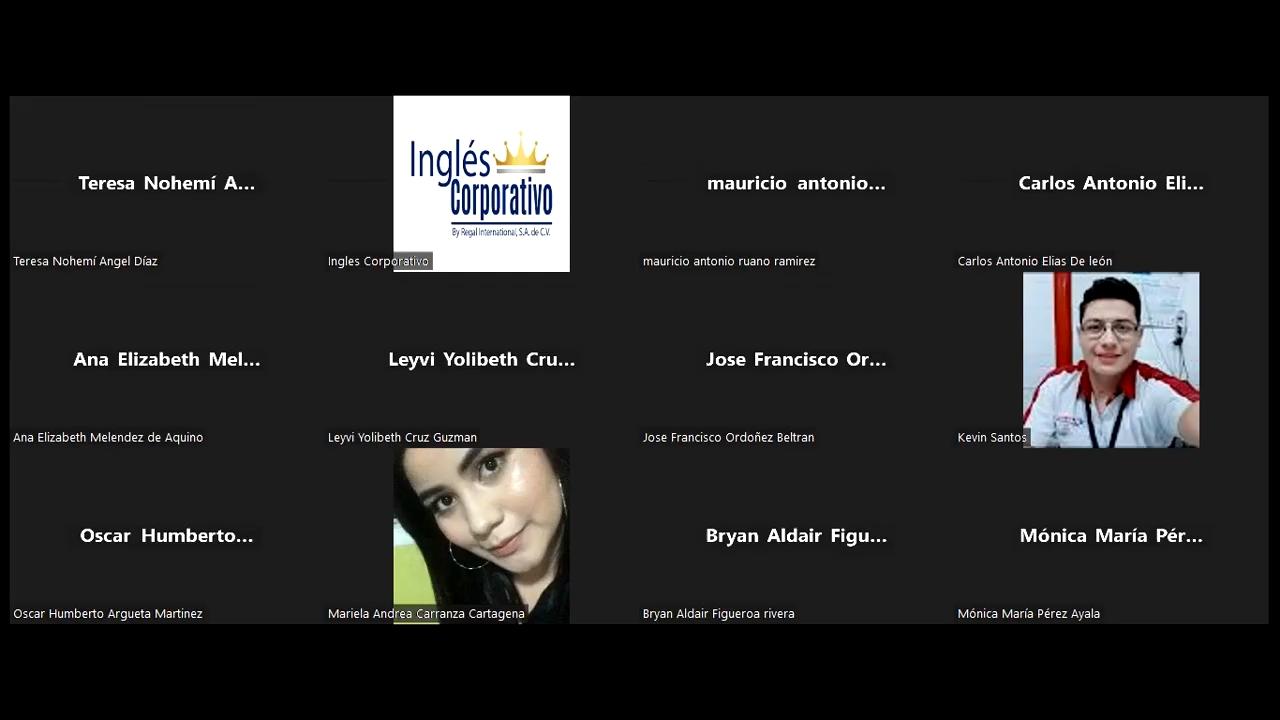 Teresa Nohemí A...
Teresa Nohemí Angel Díaz
Inglés
Corporativo
By Regal International, S.A. de C.V.
Ingles Corporativo
mauricio antonio...
mauricio antonio ruano ramirez
Carlos Antonio Eli...
Carlos Antonio Elias De león
Ana Elizabeth Mel...
Ana Elizabeth Melendez de Aquino
Leyvi Yolibeth Cru...
Leyvi Yolibeth Cruz Guzman
Jose Francisco Or...
Jose Francisco Ordoñez Beltran
Kevin Santos
Oscar Humberto...
Oscar Humberto Argueta Martinez
Mariela Andrea Carranza Cartagena
Bryan Aldair Figu...
Bryan Aldair Figueroa rivera
Mónica María Pér...
Mónica María Pérez Ayala